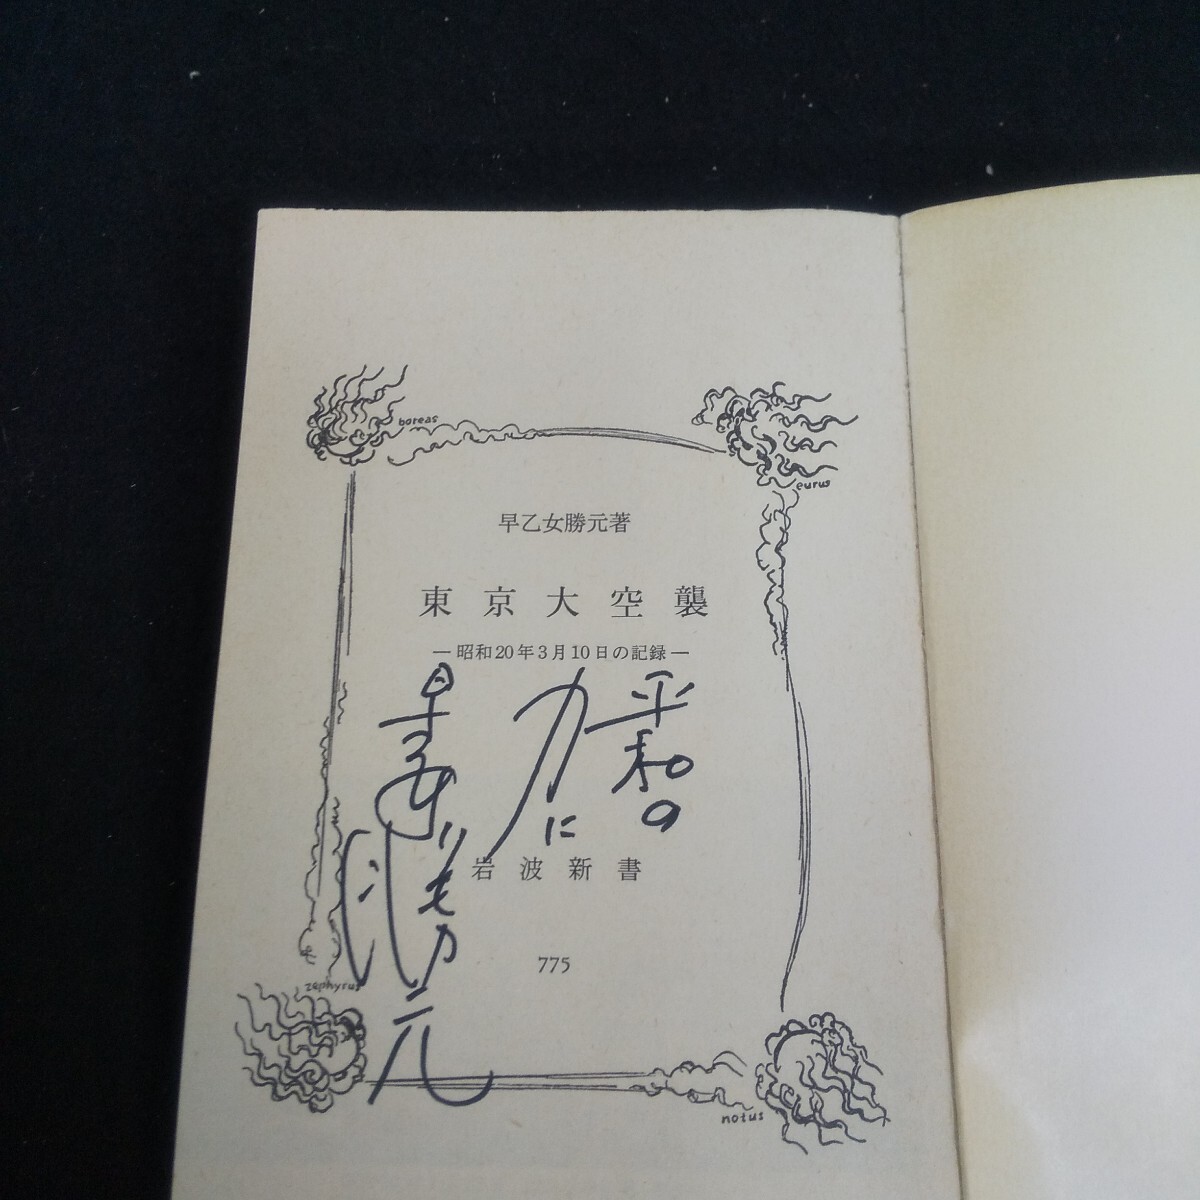 boreas
eurus
早乙女勝元著
東京大空襲
―昭和20年3月10日の記録―
平和の
力に
早乙女勝元
岩波新書
775
zephyrus
notus